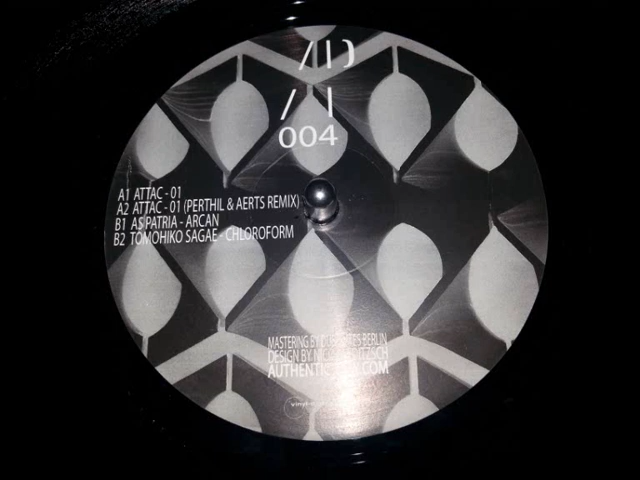 004
A1 ATTAC - 01
A2 ATTAC - 01 (PERTHIL & AERTS REMIX)
B1 AS PATRIA - ARCAN
B2 TOMOHIKO SAGAE - CHLOROFORM
MASTERING BY BERLIN
DESIGN BY